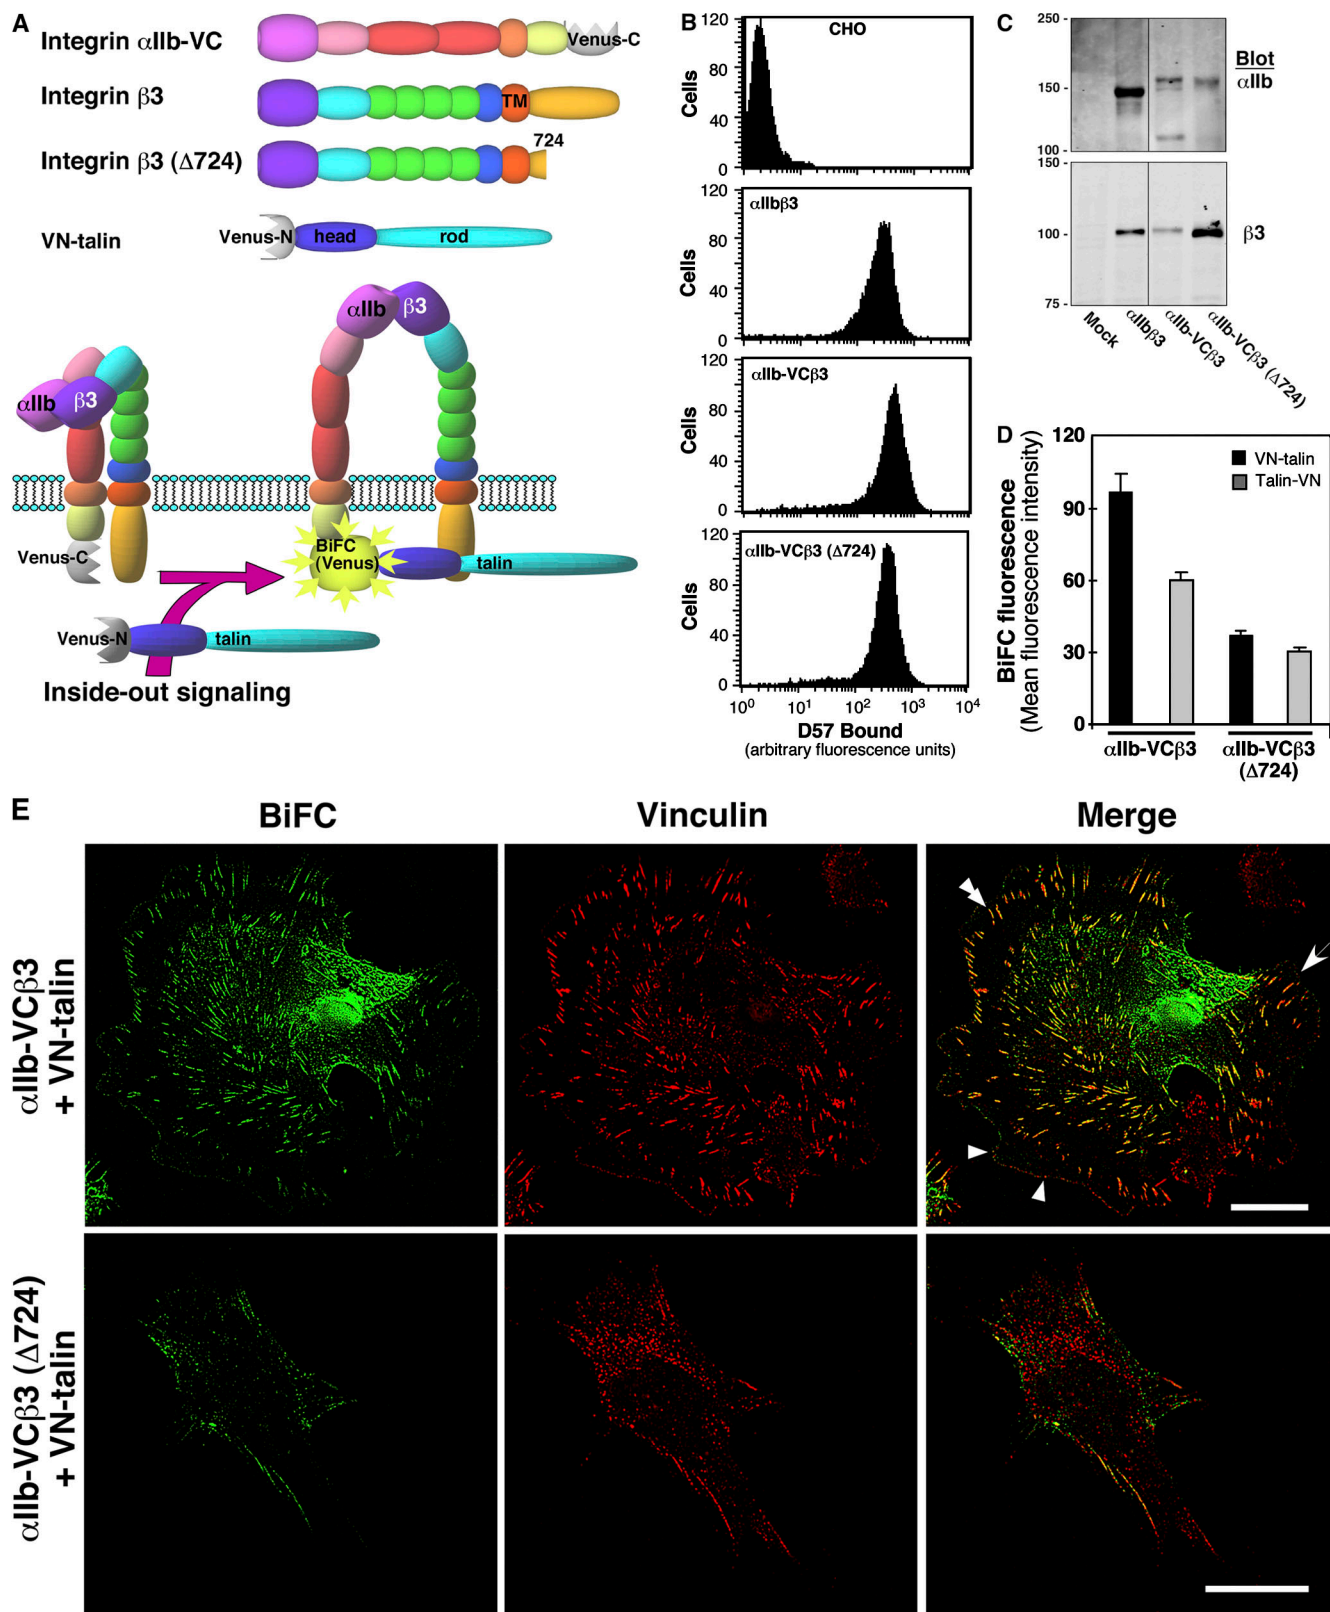 A
Integrin αIIb-VC
Venus-C
Integrin β3
TM
Integrin β3 (Δ724)
724
VN-talin
Venus-N
head
rod
αIIb
β3
αIIb
β3
Venus-C
BiFC
(Venus)
talin
Venus-N
talin
Inside-out signaling
B
120
80
40
0
Cells
CHO
120
80
40
0
Cells
αIIbβ3
120
80
40
0
Cells
αIIb-VCβ3
120
80
40
0
Cells
αIIb-VCβ3 (Δ724)
10⁰ 10¹ 10² 10³ 10⁴
D57 Bound
(arbitrary fluorescence units)
C
250 -
150 -
100 -
Blot
αIIb
150 -
100 -
75 -
β3
Mock
αIIbβ3
αIIb-VCβ3
αIIb-VCβ3 (Δ724)
D
BiFC fluorescence
(Mean fluorescence intensity)
120
90
60
30
0
VN-talin
Talin-VN
αIIb-VCβ3
αIIb-VCβ3
(Δ724)
E
BiFC
Vinculin
Merge
αIIb-VCβ3
+ VN-talin
αIIb-VCβ3 (Δ724)
+ VN-talin